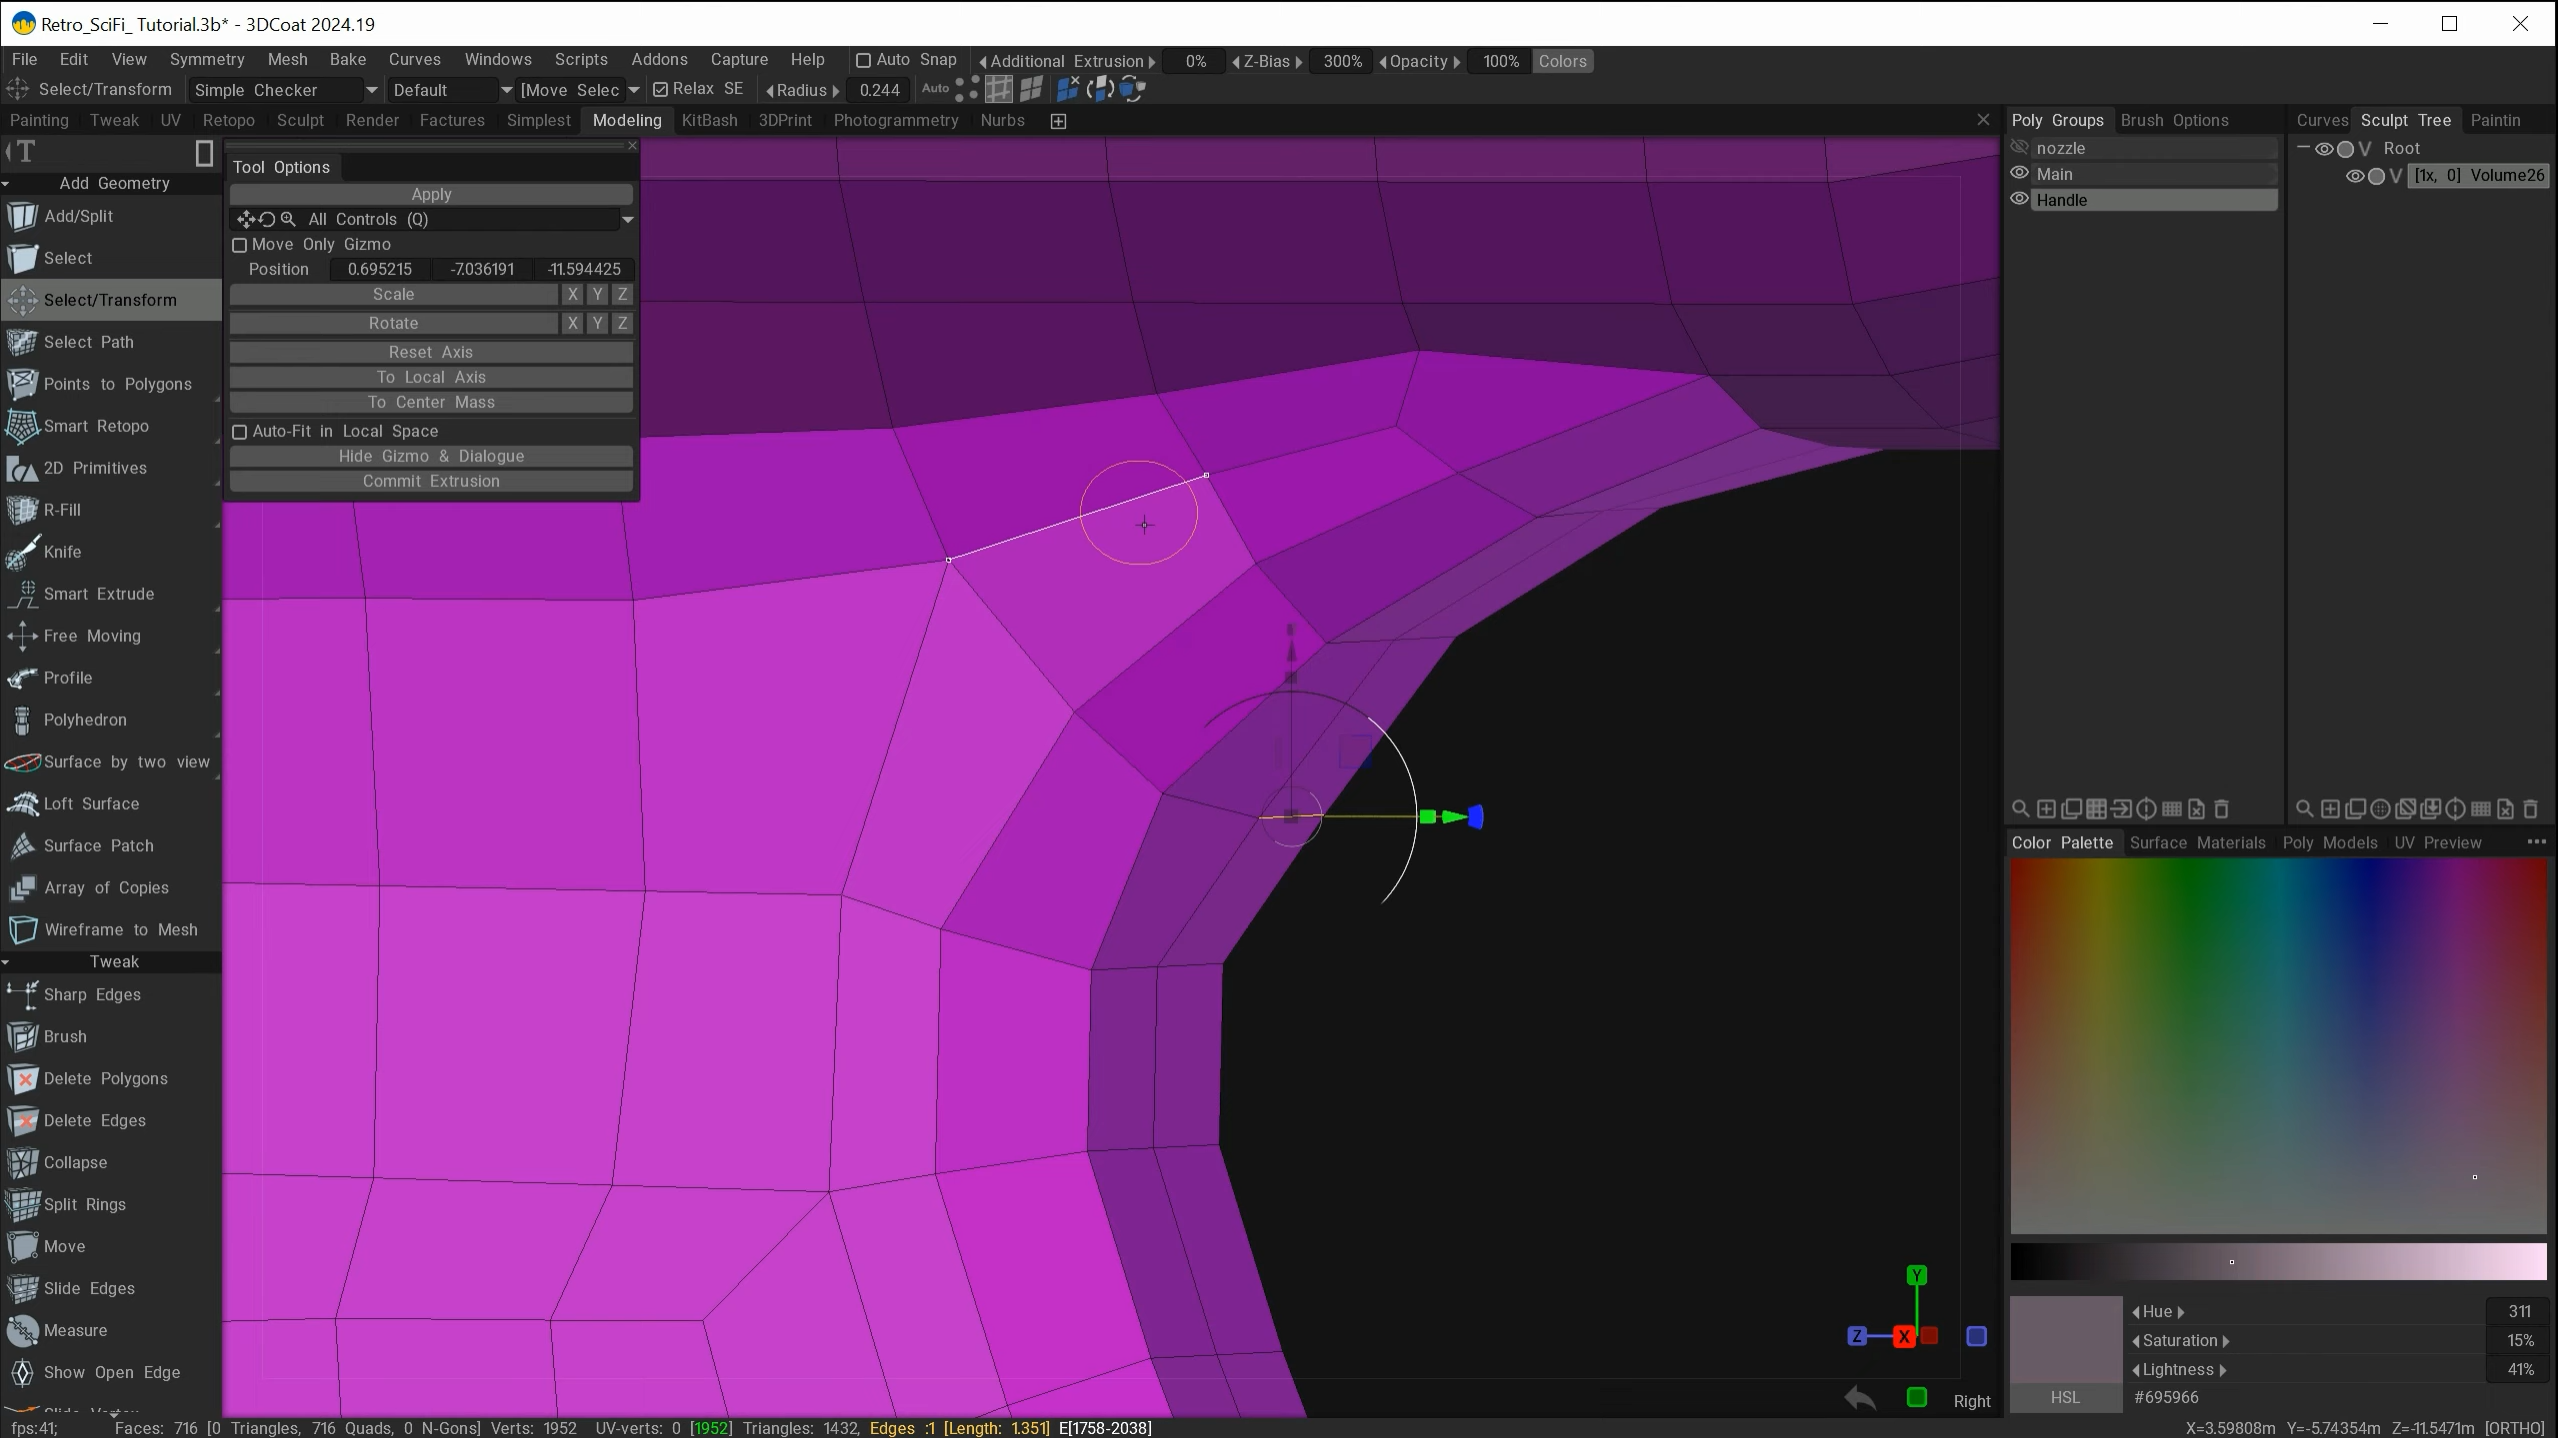 Retro_SciFi_ Tutorial.3b* - 3DCoat 2024.19
File Edit View Symmetry Mesh Bake Curves Windows Scripts Addons Capture Help Auto Snap Additional Extrusion 0% Z-Bias 300% Opacity 100% Colors
Select/Transform Simple Checker Default [Move Selec Relax SE Radius 0.244 Auto
Painting Tweak UV Retopo Sculpt Render Factures Simplest Modeling KitBash 3DPrint Photogrammetry Nurbs
T
Add Geometry
Add/Split
Select
Select/Transform
Select Path
Points to Polygons
Smart Retopo
2D Primitives
R-Fill
Knife
Smart Extrude
Free Moving
Profile
Polyhedron
Surface by two view
Loft Surface
Surface Patch
Array of Copies
Wireframe to Mesh
Tweak
Sharp Edges
Brush
Delete Polygons
Delete Edges
Collapse
Split Rings
Move
Slide Edges
Measure
Show Open Edge
Tool Options
Apply
All Controls (Q)
Move Only Gizmo
Position 0.695215 -7.036191 -11.594425
Scale X Y Z
Rotate X Y Z
Reset Axis
To Local Axis
To Center Mass
Auto-Fit in Local Space
Hide Gizmo & Dialogue
Commit Extrusion
Y
Z X
Right
Poly Groups Brush Options
nozzle
Main
Handle
Curves Sculpt Tree Paintin
V Root
V [1x, 0] Volume26
Color Palette Surface Materials Poly Models UV Preview
Hue 311
Saturation 15%
Lightness 41%
HSL #695966
fps:41; Faces: 716 [0 Triangles, 716 Quads, 0 N-Gons] Verts: 1952 UV-verts: 0 [1952] Triangles: 1432, Edges :1 [Length: 1.351] E[1758-2038]
X=3.59808m Y=-5.74354m Z=-11.5471m [ORTHO]